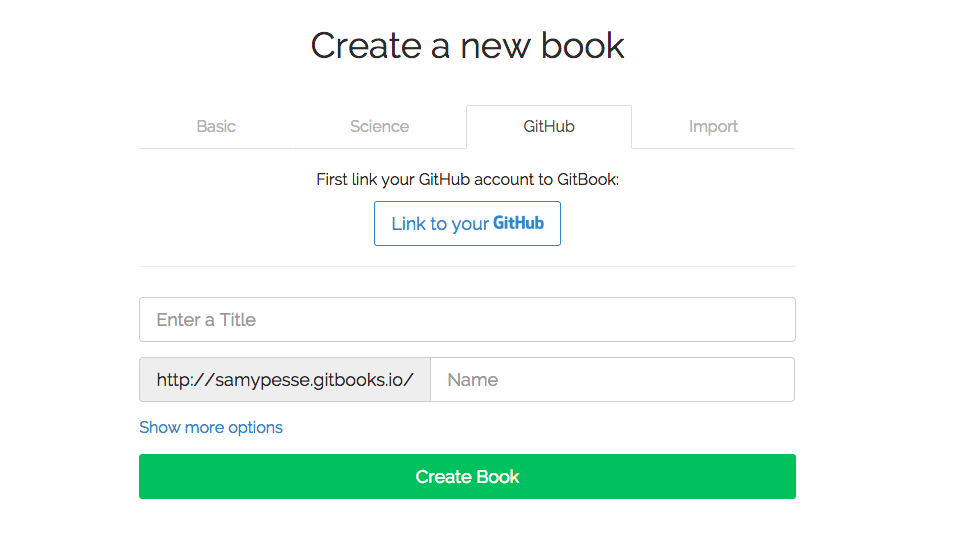 Create a new book
Basic Science GitHub Import
First link your GitHub account to GitBook:
Link to your GitHub
Enter a Title
http://samypesse.gitbooks.io/ Name
Show more options
Create Book